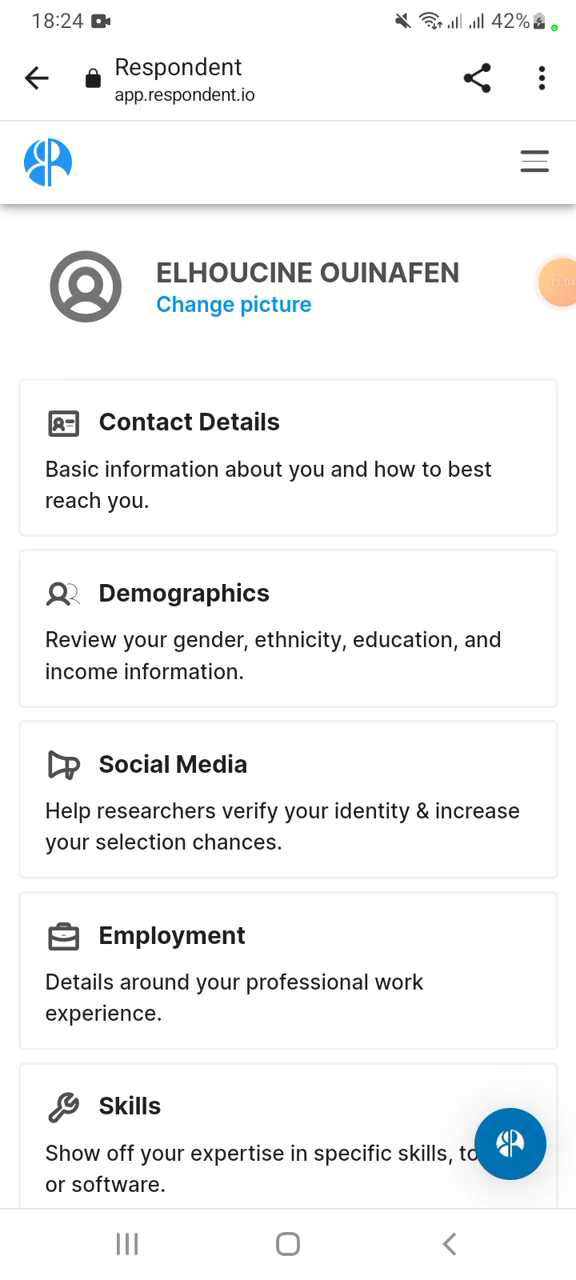 18:24
42%
Respondent
app.respondent.io
ELHOUCINE OUINAFEN
Change picture
11:04
Contact Details
Basic information about you and how to best
reach you.
Demographics
Review your gender, ethnicity, education, and
income information.
Social Media
Help researchers verify your identity & increase
your selection chances.
Employment
Details around your professional work
experience.
Skills
Show off your expertise in specific skills, to
or software.